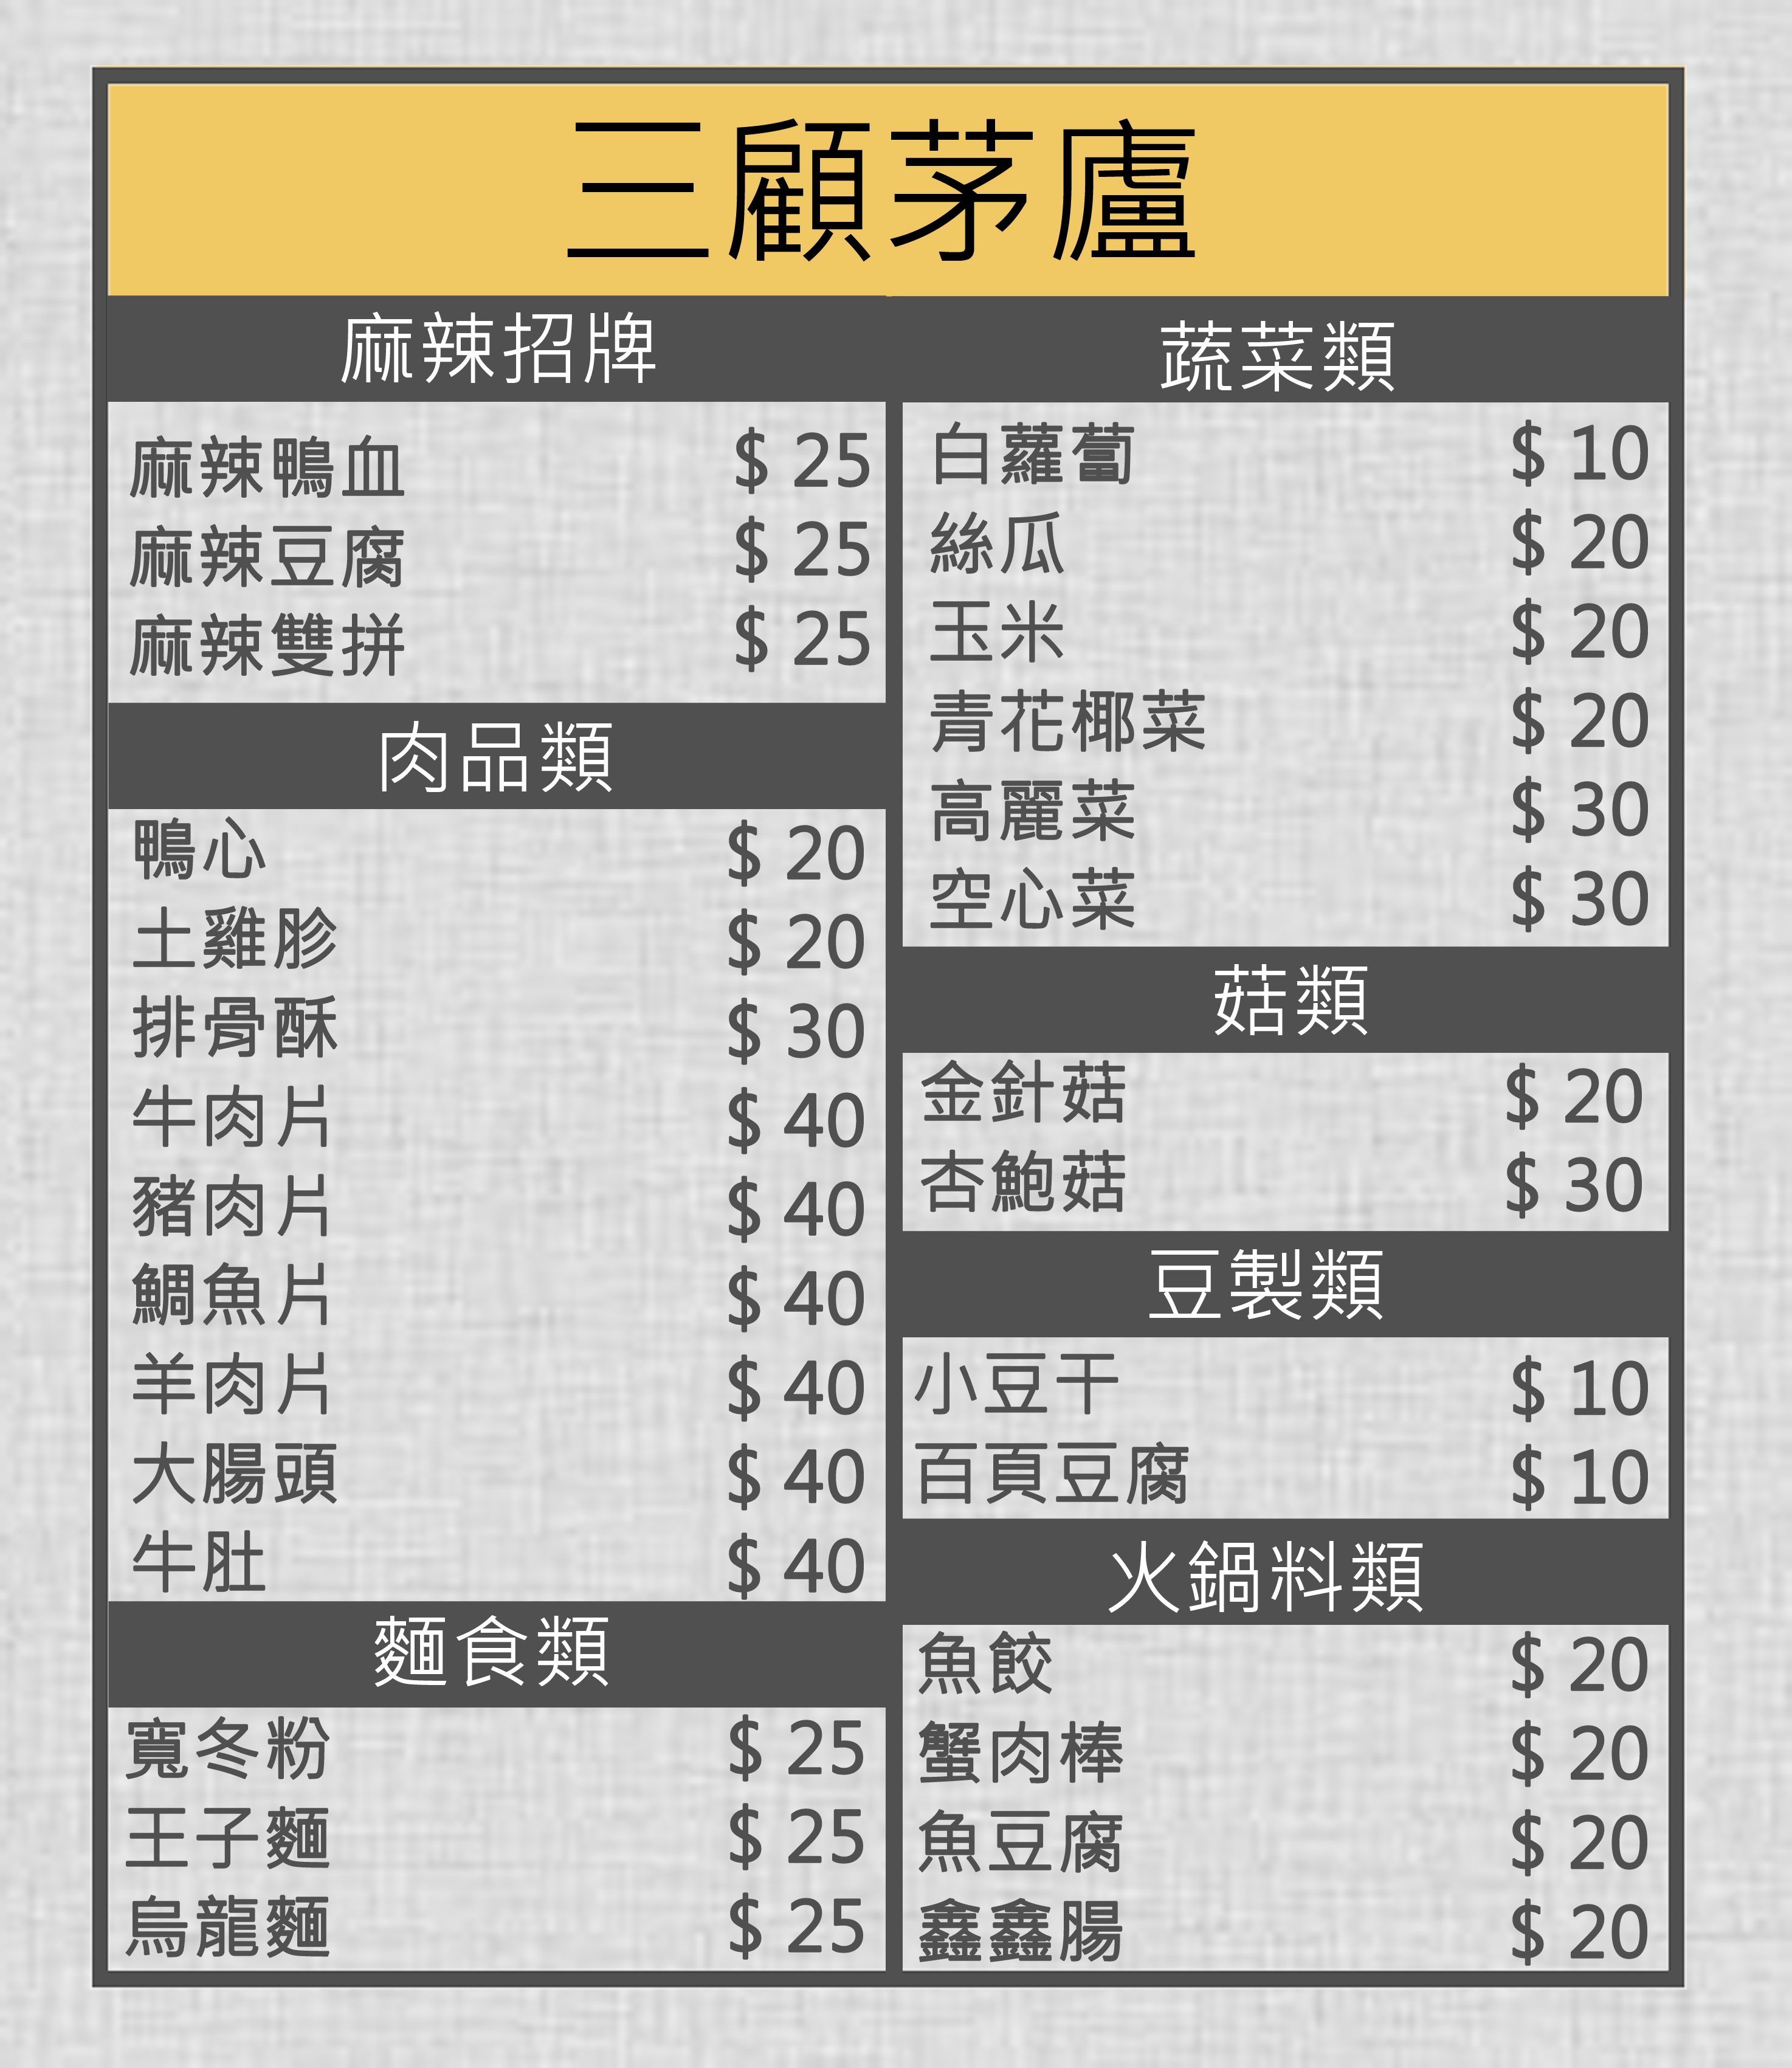 三顧茅廬
麻辣招牌
麻辣鴨血 $ 25
麻辣豆腐 $ 25
麻辣雙拼 $ 25
肉品類
鴨心 $ 20
土雞胗 $ 20
排骨酥 $ 30
牛肉片 $ 40
豬肉片 $ 40
鯛魚片 $ 40
羊肉片 $ 40
大腸頭 $ 40
牛肚 $ 40
麵食類
寬冬粉 $ 25
王子麵 $ 25
烏龍麵 $ 25
蔬菜類
白蘿蔔 $ 10
絲瓜 $ 20
玉米 $ 20
青花椰菜 $ 20
高麗菜 $ 30
空心菜 $ 30
菇類
金針菇 $ 20
杏鮑菇 $ 30
豆製類
小豆干 $ 10
百頁豆腐 $ 10
火鍋料類
魚餃 $ 20
蟹肉棒 $ 20
魚豆腐 $ 20
鑫鑫腸 $ 20